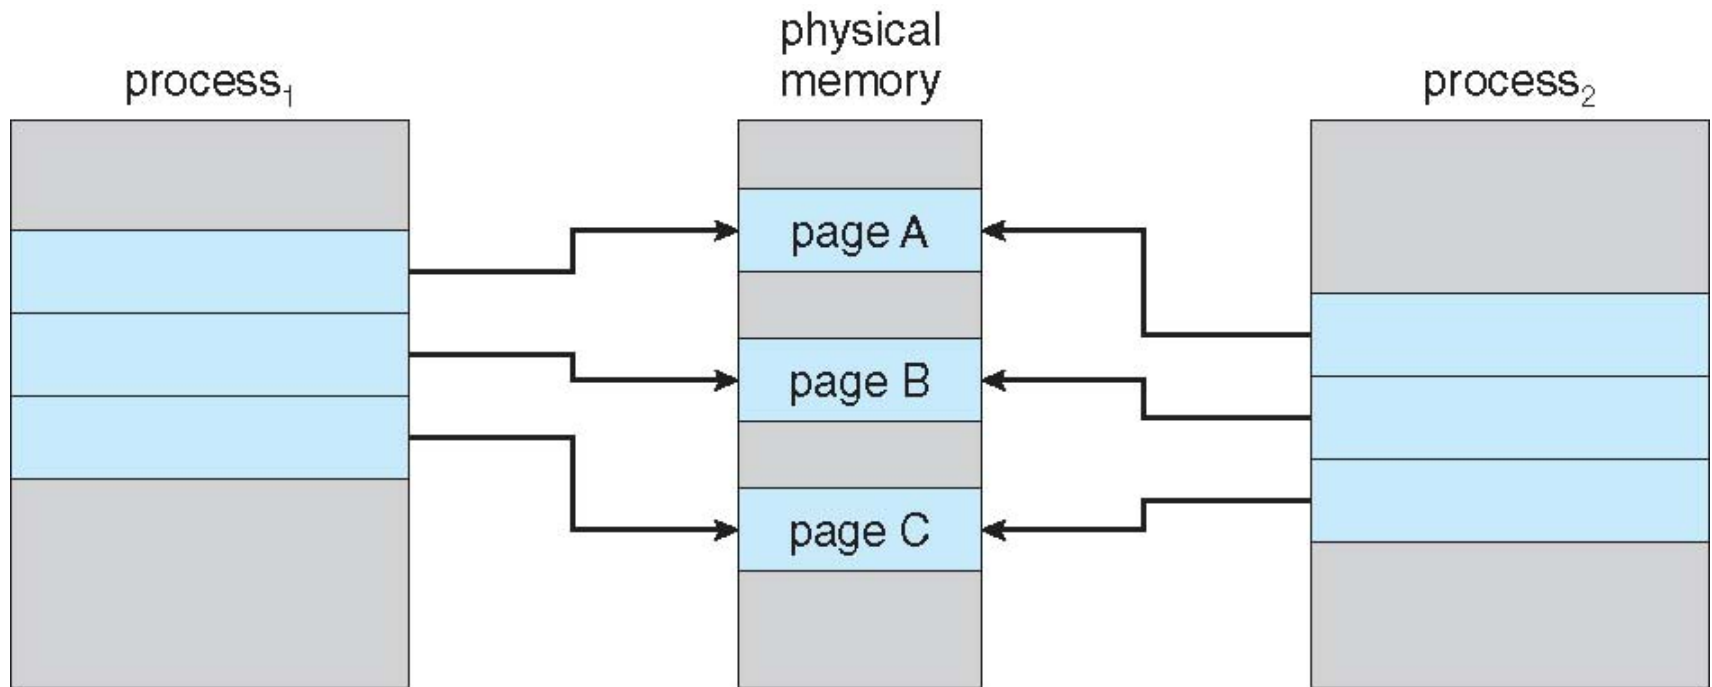 physical
memory
process₁
process₂
page A
page B
page C